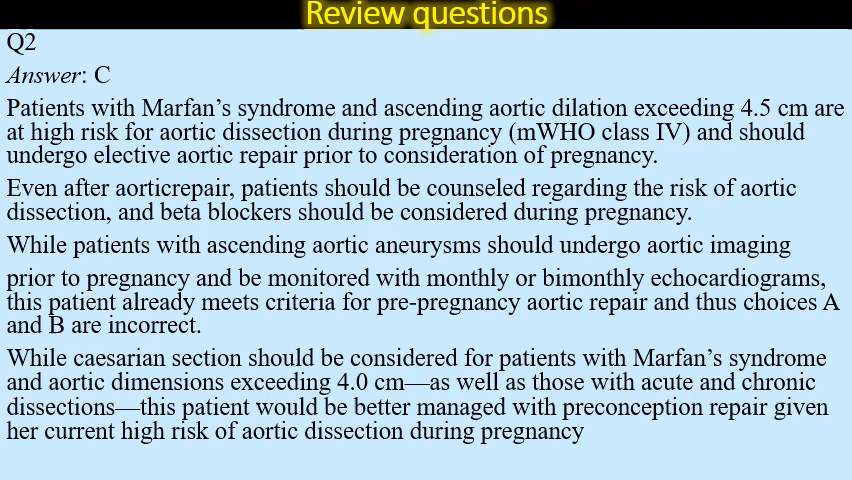 Review questions
Q2
Answer: C
Patients with Marfan’s syndrome and ascending aortic dilation exceeding 4.5 cm are
at high risk for aortic dissection during pregnancy (mWHO class IV) and should
undergo elective aortic repair prior to consideration of pregnancy.
Even after aorticrepair, patients should be counseled regarding the risk of aortic
dissection, and beta blockers should be considered during pregnancy.
While patients with ascending aortic aneurysms should undergo aortic imaging
prior to pregnancy and be monitored with monthly or bimonthly echocardiograms,
this patient already meets criteria for pre-pregnancy aortic repair and thus choices A
and B are incorrect.
While caesarian section should be considered for patients with Marfan’s syndrome
and aortic dimensions exceeding 4.0 cm—as well as those with acute and chronic
dissections—this patient would be better managed with preconception repair given
her current high risk of aortic dissection during pregnancy